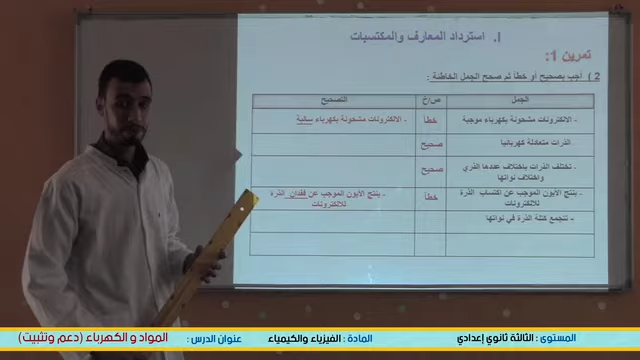 I. استرداد المعارف والمكتسبات
تمرين 1:
2 ) أجب بصحيح أو خطأ ثم صحح الجمل الخاطئة :
الجمل ص/خ التصحيح
- الالكترونات مشحونة بكهرباء موجبة خطأ - الالكترونات مشحونة بكهرباء سالبة
الذرات متعادلة كهربائيا صحيح
- تختلف الذرات باختلاف عددها الذري
واختلاف نواتها صحيح
- ينتج الأيون الموجب عن اكتساب الذرة
للالكترونات خطأ - ينتج الأيون الموجب عن فقدان الذرة
للالكترونات
- تتجمع كتلة الذرة في نواتها
المستوى : الثالثة ثانوي إعدادي المادة : الفيزياء والكيمياء عنوان الدرس : المواد و الكهرباء (دعم وتثبيت)